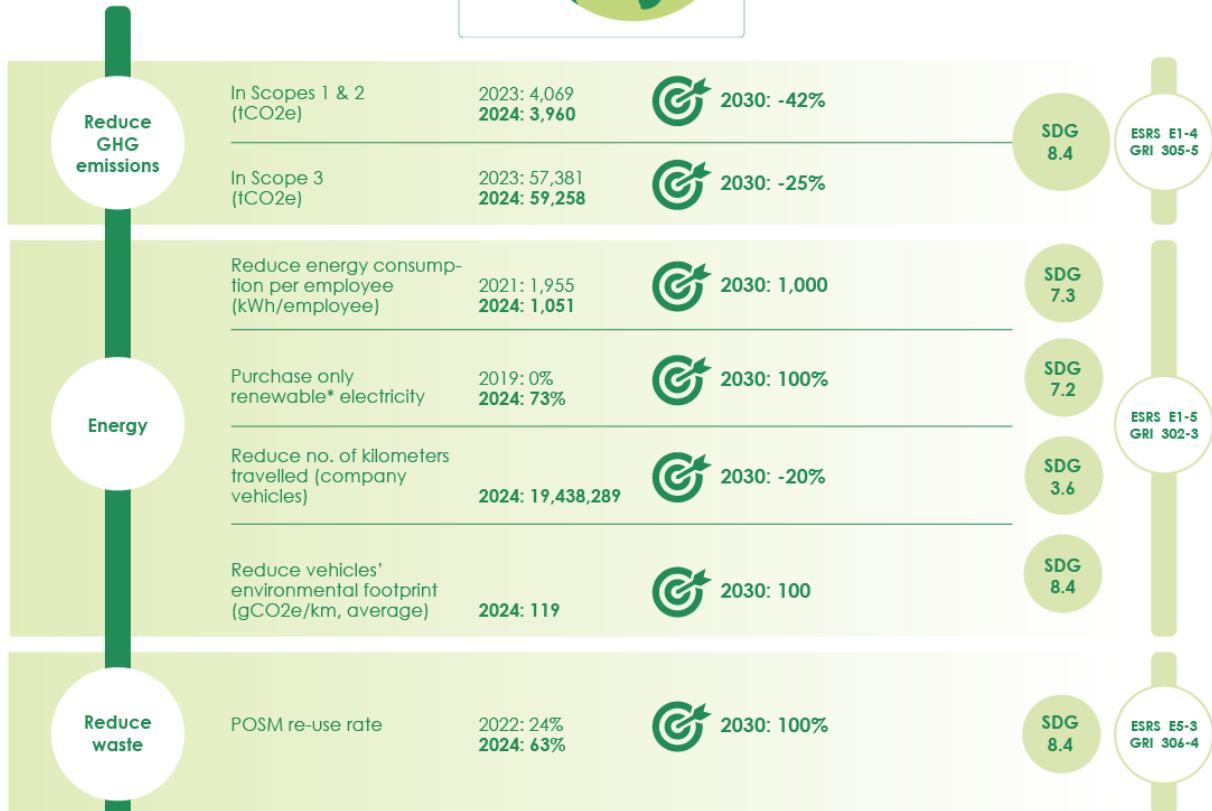 Reduce
GHG
emissions
In Scopes 1 & 2
(tCO2e)
2023: 4,069
2024: 3,960
2030: -42%
In Scope 3
(tCO2e)
2023: 57,381
2024: 59,258
2030: -25%
SDG
8.4
ESRS E1-4
GRI 305-5
Energy
Reduce energy consump-
tion per employee
(kWh/employee)
2021: 1,955
2024: 1,051
2030: 1,000
SDG
7.3
Purchase only
renewable* electricity
2019: 0%
2024: 73%
2030: 100%
SDG
7.2
Reduce no. of kilometers
travelled (company
vehicles)
2024: 19,438,289
2030: -20%
SDG
3.6
Reduce vehicles'
environmental footprint
(gCO2e/km, average)
2024: 119
2030: 100
SDG
8.4
ESRS E1-5
GRI 302-3
Reduce
waste
POSM re-use rate
2022: 24%
2024: 63%
2030: 100%
SDG
8.4
ESRS E5-3
GRI 306-4